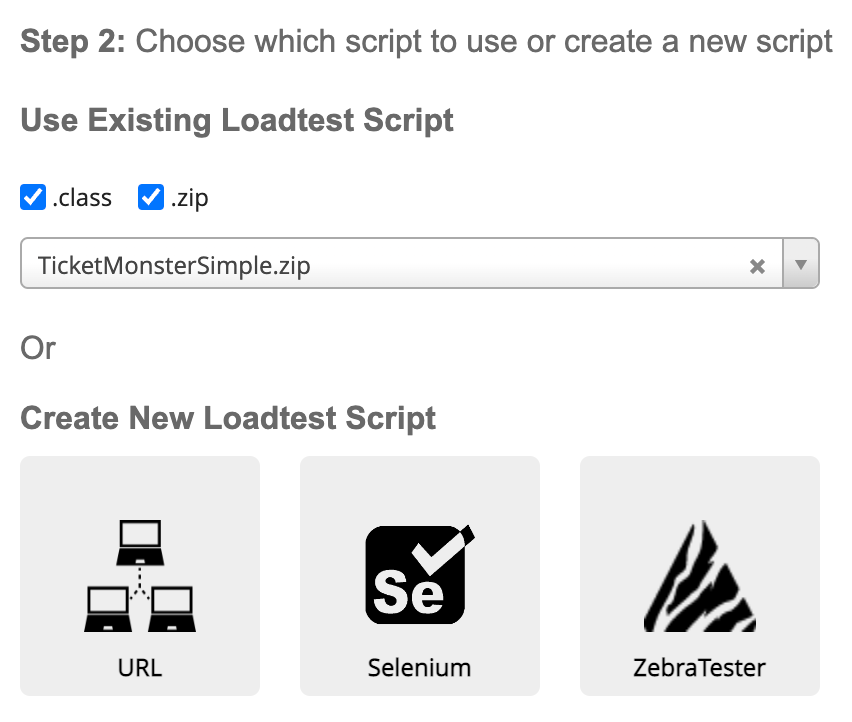 Step 2: Choose which script to use or create a new script
Use Existing Loadtest Script
.class .zip
TicketMonsterSimple.zip
Or
Create New Loadtest Script
Se
URL Selenium ZebraTester